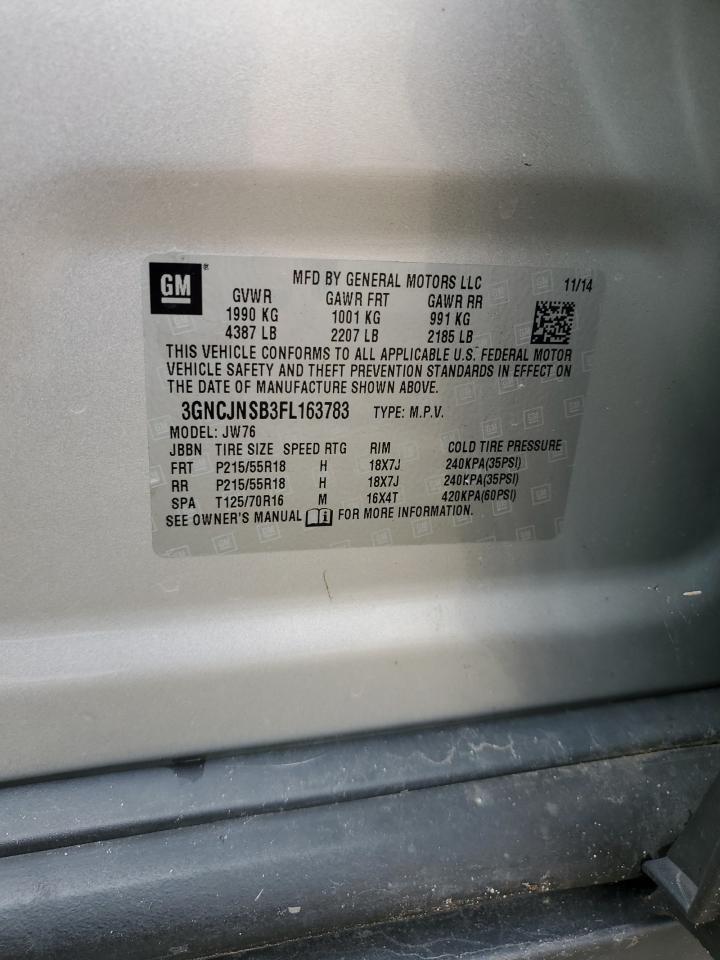 GM ® MFD BY GENERAL MOTORS LLC 11/14
GVWR GAWR FRT GAWR RR
1990 KG 1001 KG 991 KG
4387 LB 2207 LB 2185 LB
THIS VEHICLE CONFORMS TO ALL APPLICABLE U.S. FEDERAL MOTOR
VEHICLE SAFETY AND THEFT PREVENTION STANDARDS IN EFFECT ON
THE DATE OF MANUFACTURE SHOWN ABOVE.
3GNCJNSB3FL163783 TYPE: M.P.V.
MODEL: JW76
JBBN TIRE SIZE SPEED RTG RIM COLD TIRE PRESSURE
FRT P215/55R18 H 18X7J 240KPA(35PSI)
RR P215/55R18 H 18X7J 240KPA(35PSI)
SPA T125/70R16 M 16X4T 420KPA(60PSI)
SEE OWNER'S MANUAL FOR MORE INFORMATION.